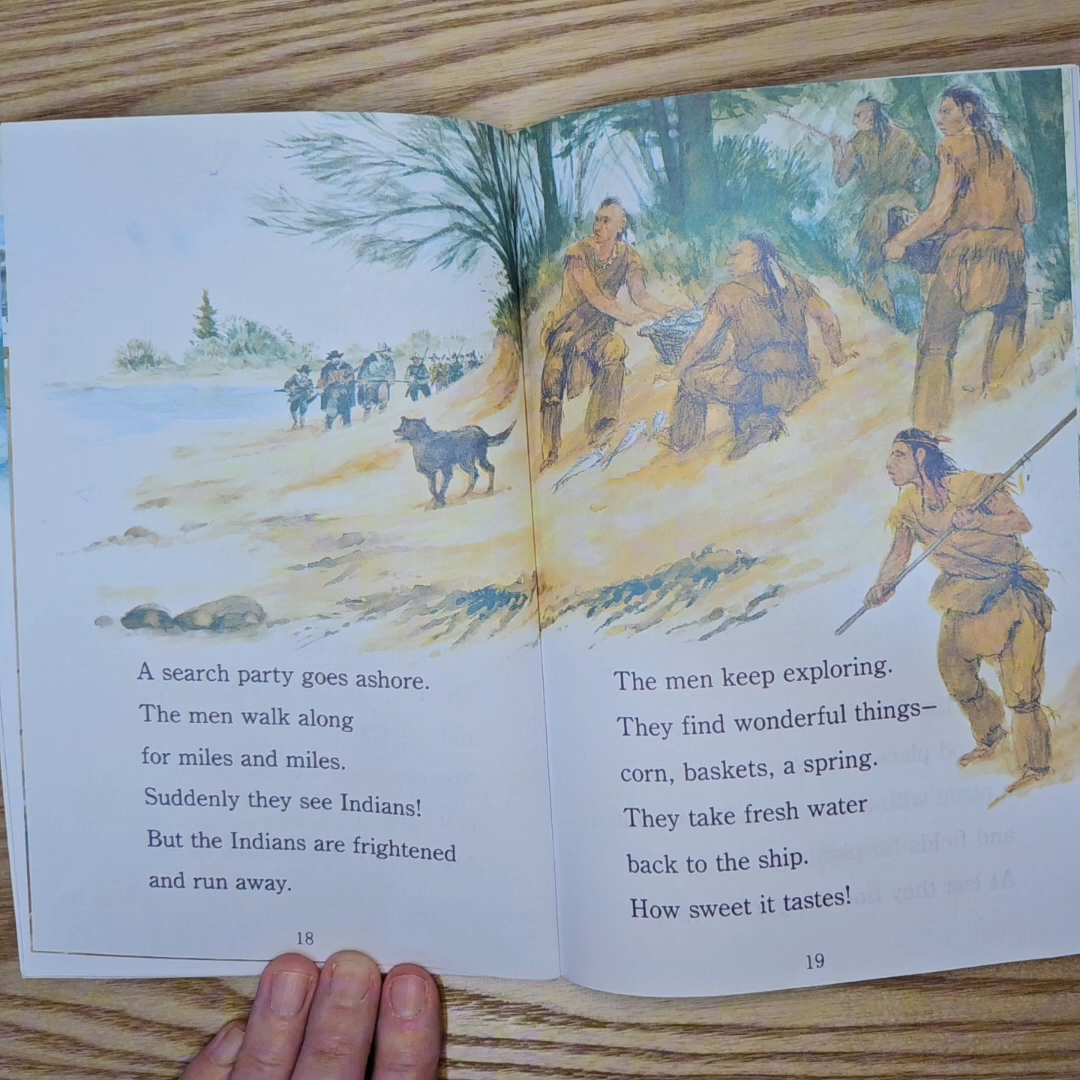 A search party goes ashore.
The men walk along
for miles and miles.
Suddenly they see Indians!
But the Indians are frightened
and run away.
18
The men keep exploring.
They find wonderful things—
corn, baskets, a spring.
They take fresh water
back to the ship.
How sweet it tastes!
19